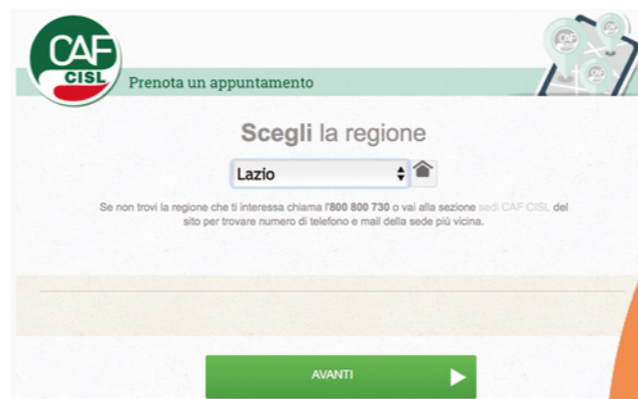 CAF
CISL
Prenota un appuntamento
Scegli la regione
Lazio
Se non trovi la regione che ti interessa chiama l'800 800 730 o vai alla sezione sedi CAF CISL del
sito per trovare numero di telefono e mail della sede più vicina.
AVANTI